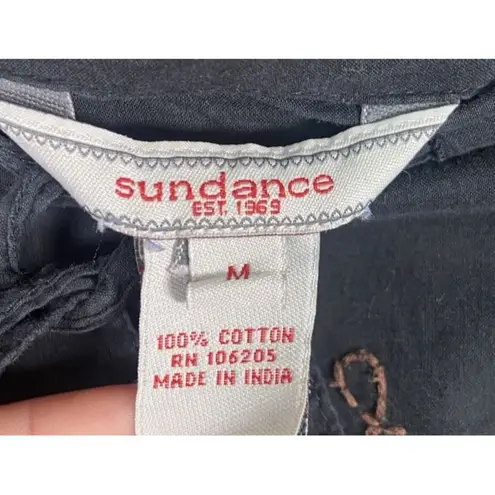 sundance
EST. 1969
M
100% COTTON
RN 106205
MADE IN INDIA